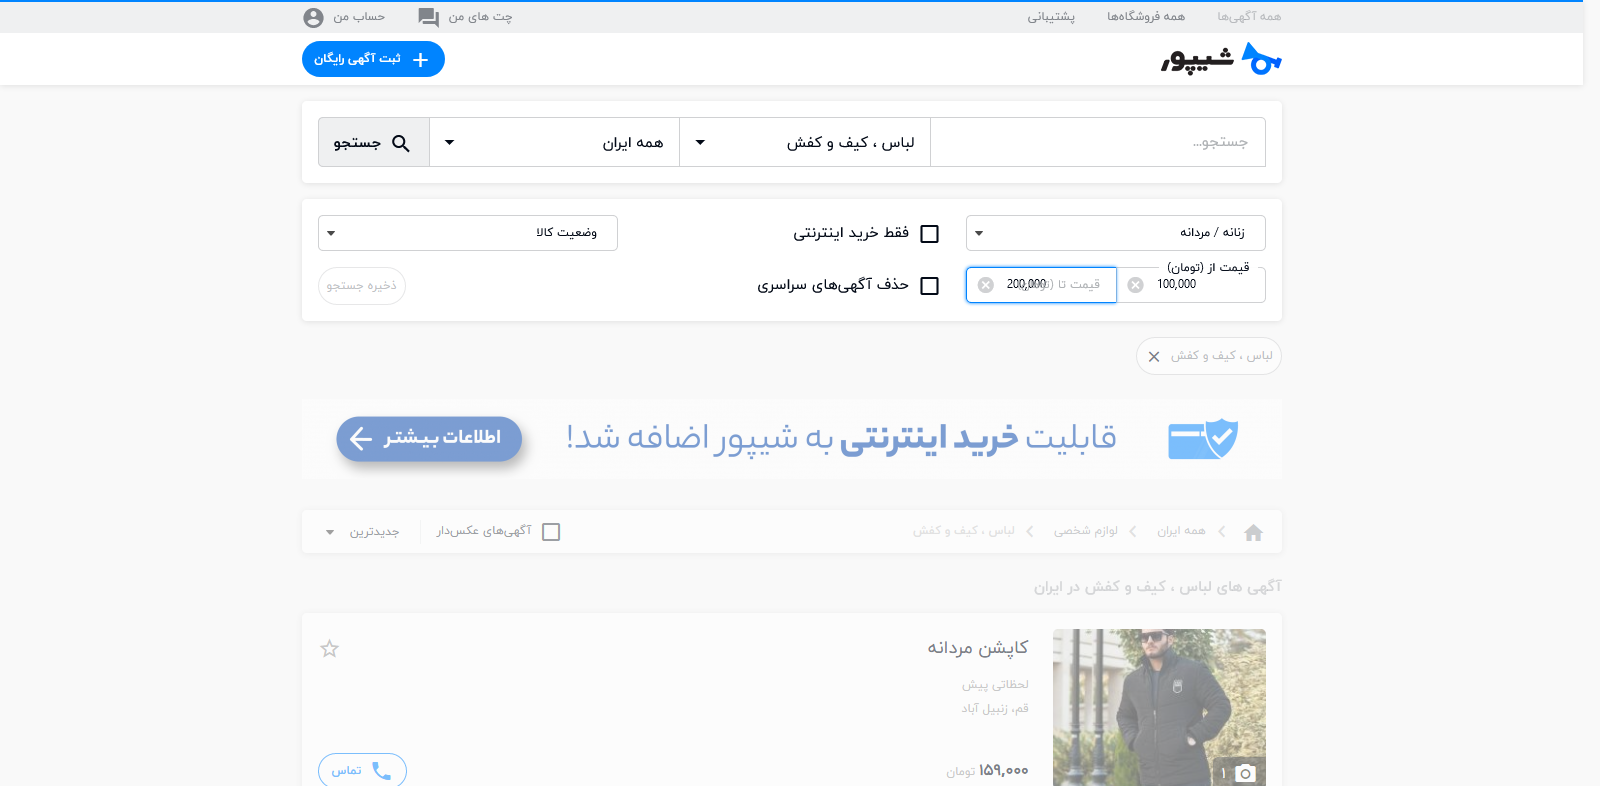 همه آگهی‌ها
همه فروشگاه‌ها
پشتیبانی
چت های من
حساب من
شیپور
ثبت آگهی رایگان
جستجو...
لباس ، کیف و کفش
همه ایران
جستجو
زنانه / مردانه
فقط خرید اینترنتی
وضعیت کالا
قیمت از (تومان)
100,000
قیمت تا (تومان)
200,000
حذف آگهی‌های سراسری
ذخیره جستجو
لباس ، کیف و کفش
قابلیت خرید اینترنتی به شیپور اضافه شد!
اطلاعات بیشتر
همه ایران
لوازم شخصی
لباس ، کیف و کفش
آگهی‌های عکس‌دار
جدیدترین
آگهی های لباس ، کیف و کفش در ایران
کاپشن مردانه
لحظاتی پیش
قم، زنبیل آباد
۱۵۹,۰۰۰ تومان
تماس
۱